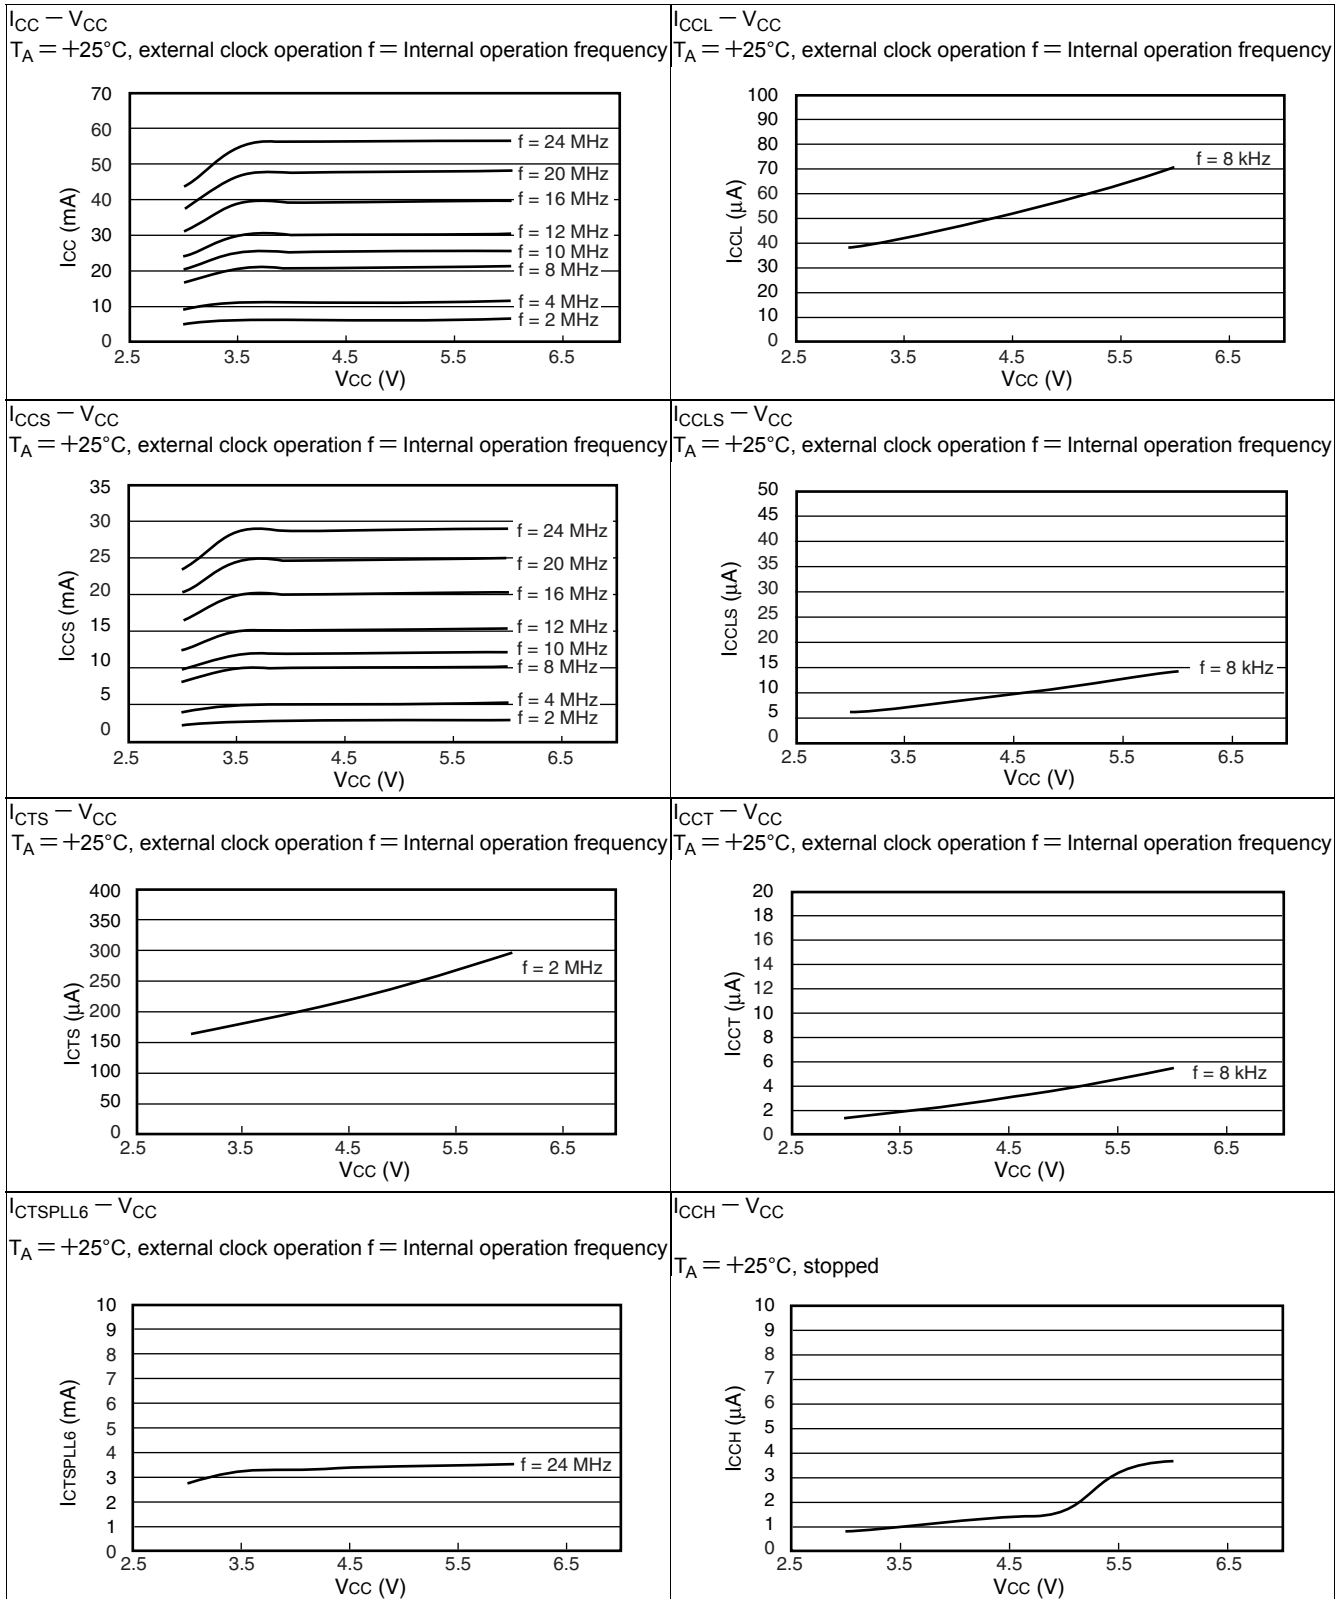 ICC － VCC
TA ＝ +25°C, external clock operation f ＝ Internal operation frequency
70
60
50
40
30
20
10
0
ICC (mA)
f = 24 MHz
f = 20 MHz
f = 16 MHz
f = 12 MHz
f = 10 MHz
f = 8 MHz
f = 4 MHz
f = 2 MHz
2.5 3.5 4.5 5.5 6.5
VCC (V)
ICCL － VCC
TA ＝ +25°C, external clock operation f ＝ Internal operation frequency
100
90
80
70
60
50
40
30
20
10
0
ICCL (μA)
f = 8 kHz
2.5 3.5 4.5 5.5 6.5
VCC (V)
ICCS － VCC
TA ＝ +25°C, external clock operation f ＝ Internal operation frequency
35
30
25
20
15
10
5
0
ICCS (mA)
f = 24 MHz
f = 20 MHz
f = 16 MHz
f = 12 MHz
f = 10 MHz
f = 8 MHz
f = 4 MHz
f = 2 MHz
2.5 3.5 4.5 5.5 6.5
VCC (V)
ICCLS － VCC
TA ＝ +25°C, external clock operation f ＝ Internal operation frequency
50
45
40
35
30
25
20
15
10
5
0
ICCLS (μA)
f = 8 kHz
2.5 3.5 4.5 5.5 6.5
VCC (V)
ICTS － VCC
TA ＝ +25°C, external clock operation f ＝ Internal operation frequency
400
350
300
250
200
150
100
50
0
ICTS (μA)
f = 2 MHz
2.5 3.5 4.5 5.5 6.5
VCC (V)
ICCT － VCC
TA ＝ +25°C, external clock operation f ＝ Internal operation frequency
20
18
16
14
12
10
8
6
4
2
0
ICCT (μA)
f = 8 kHz
2.5 3.5 4.5 5.5 6.5
VCC (V)
ICTSPLL6 － VCC
TA ＝ +25°C, external clock operation f ＝ Internal operation frequency
10
9
8
7
6
5
4
3
2
1
0
ICTSPLL6 (mA)
f = 24 MHz
2.5 3.5 4.5 5.5 6.5
VCC (V)
ICCH － VCC
TA ＝ +25°C, stopped
10
9
8
7
6
5
4
3
2
1
0
ICCH (μA)
2.5 3.5 4.5 5.5 6.5
VCC (V)